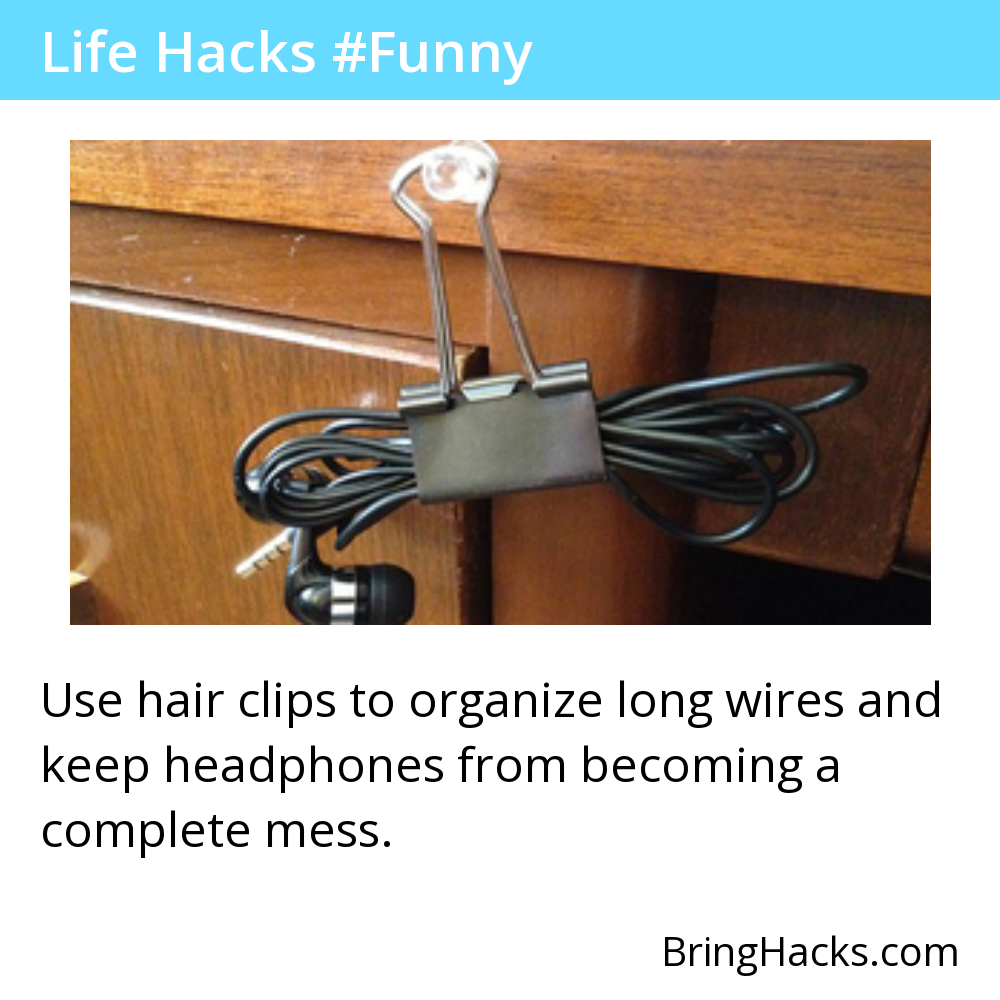 Life Hacks #Funny
Use hair clips to organize long wires and
keep headphones from becoming a
complete mess.
BringHacks.com